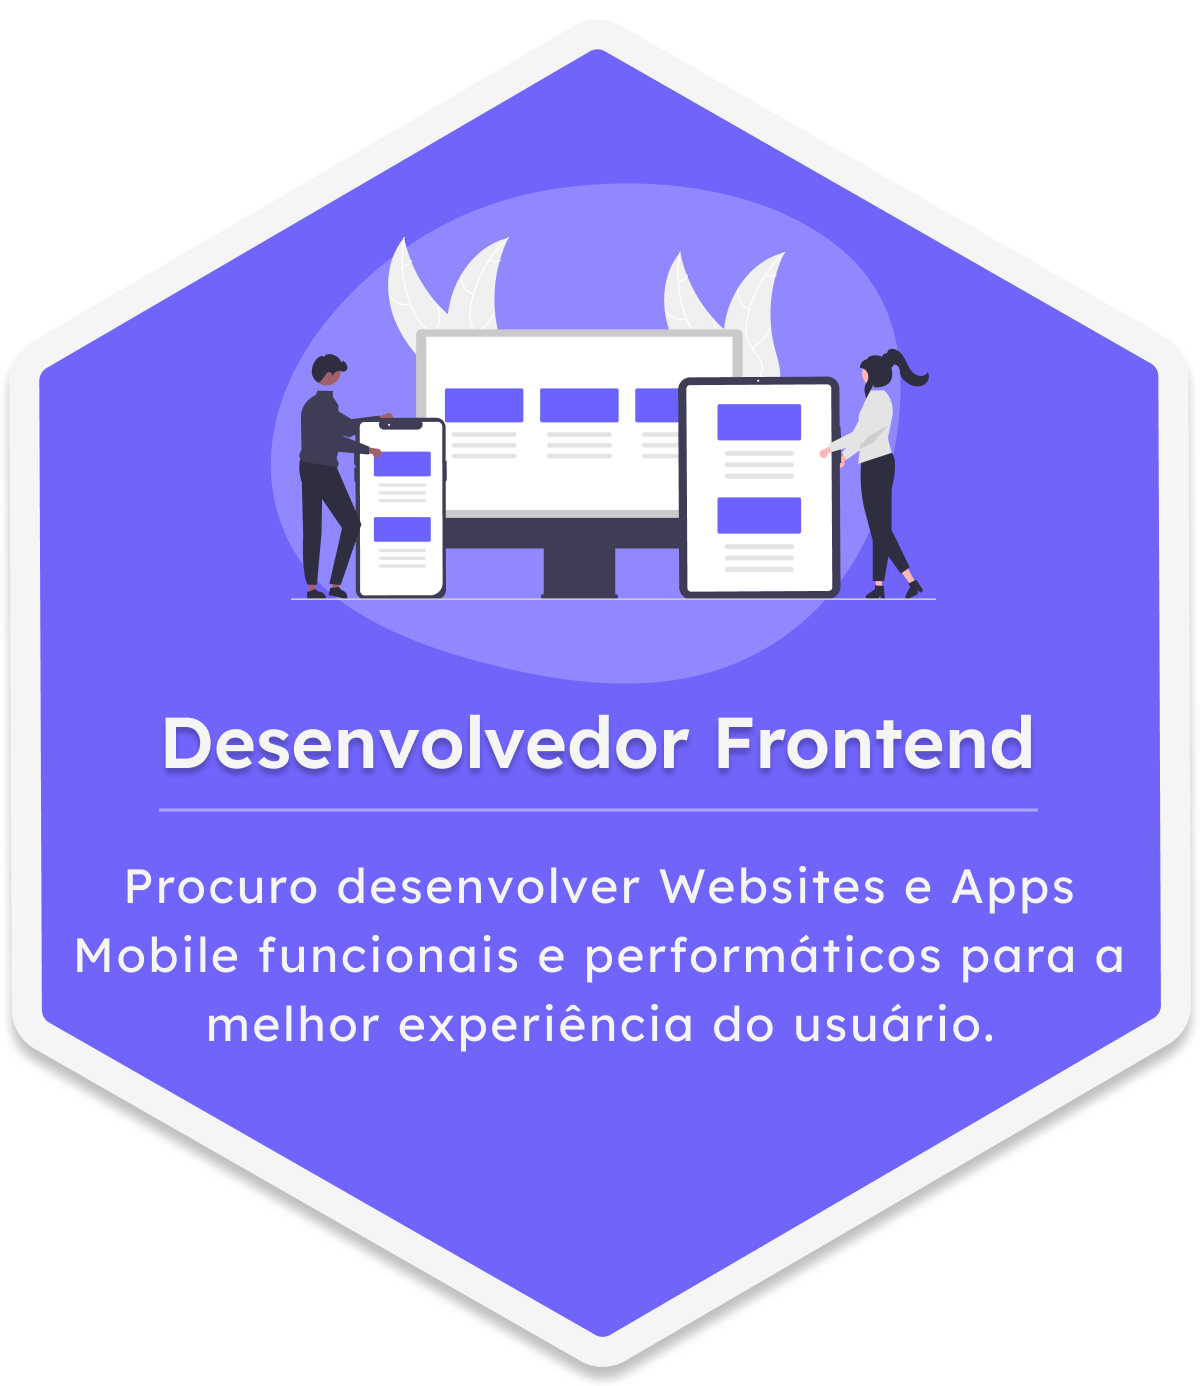 Desenvolvedor Frontend
Procuro desenvolver Websites e Apps
Mobile funcionais e performáticos para a
melhor experiência do usuário.